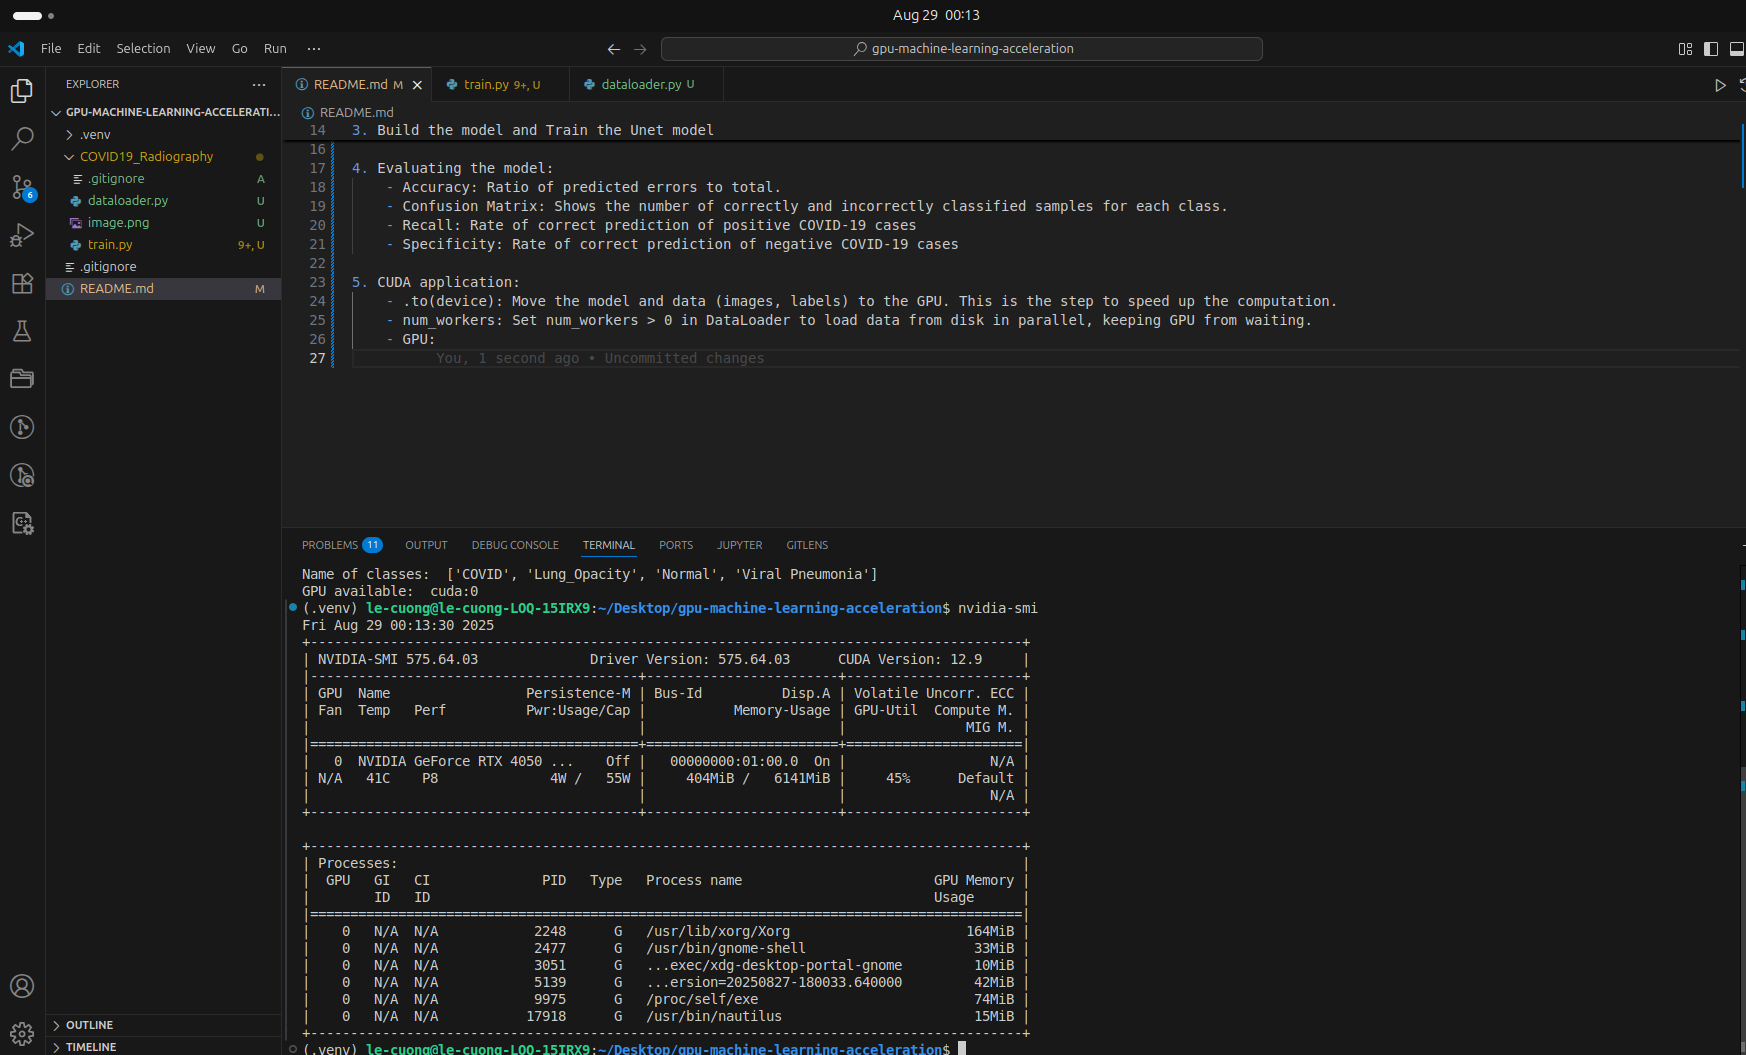 Aug 29 00:13
File Edit Selection View Go Run ···
gpu-machine-learning-acceleration
EXPLORER
GPU-MACHINE-LEARNING-ACCELERATI...
.venv
COVID19_Radiography
.gitignore A
dataloader.py U
image.png U
train.py 9+, U
.gitignore
README.md M
6
OUTLINE
TIMELINE
README.md M train.py 9+, U dataloader.py U
README.md
14 3. Build the model and Train the Unet model
16
17 4. Evaluating the model:
18 - Accuracy: Ratio of predicted errors to total.
19 - Confusion Matrix: Shows the number of correctly and incorrectly classified samples for each class.
20 - Recall: Rate of correct prediction of positive COVID-19 cases
21 - Specificity: Rate of correct prediction of negative COVID-19 cases
22
23 5. CUDA application:
24 - .to(device): Move the model and data (images, labels) to the GPU. This is the step to speed up the computation.
25 - num_workers: Set num_workers > 0 in DataLoader to load data from disk in parallel, keeping GPU from waiting.
26 - GPU:
27 You, 1 second ago • Uncommitted changes
PROBLEMS 11 OUTPUT DEBUG CONSOLE TERMINAL PORTS JUPYTER GITLENS
Name of classes:  ['COVID', 'Lung_Opacity', 'Normal', 'Viral Pneumonia']
GPU available:  cuda:0
(.venv) le-cuong@le-cuong-LOQ-15IRX9:~/Desktop/gpu-machine-learning-acceleration$ nvidia-smi
Fri Aug 29 00:13:30 2025
+-----------------------------------------------------------------------------------------+
| NVIDIA-SMI 575.64.03              Driver Version: 575.64.03      CUDA Version: 12.9     |
|-----------------------------------------+------------------------+----------------------+
| GPU  Name                 Persistence-M | Bus-Id          Disp.A | Volatile Uncorr. ECC |
| Fan  Temp   Perf          Pwr:Usage/Cap |           Memory-Usage | GPU-Util  Compute M. |
|                                         |                        |               MIG M. |
|=========================================+========================+======================|
|   0  NVIDIA GeForce RTX 4050 ...    Off |   00000000:01:00.0  On |                  N/A |
| N/A   41C    P8              4W /   55W |     404MiB /   6141MiB |     45%      Default |
|                                         |                        |                  N/A |
+-----------------------------------------+------------------------+----------------------+
+-----------------------------------------------------------------------------------------+
| Processes:                                                                              |
|  GPU   GI   CI              PID   Type   Process name                        GPU Memory |
|        ID   ID                                                               Usage      |
|=========================================================================================|
|    0   N/A  N/A            2248      G   /usr/lib/xorg/Xorg                      164MiB |
|    0   N/A  N/A            2477      G   /usr/bin/gnome-shell                     33MiB |
|    0   N/A  N/A            3051      G   ...exec/xdg-desktop-portal-gnome         10MiB |
|    0   N/A  N/A            5139      G   ...ersion=20250827-180033.640000         42MiB |
|    0   N/A  N/A            9975      G   /proc/self/exe                           74MiB |
|    0   N/A  N/A           17918      G   /usr/bin/nautilus                        15MiB |
+-----------------------------------------------------------------------------------------+
(.venv) le-cuong@le-cuong-LOQ-15IRX9:~/Desktop/gpu-machine-learning-acceleration$